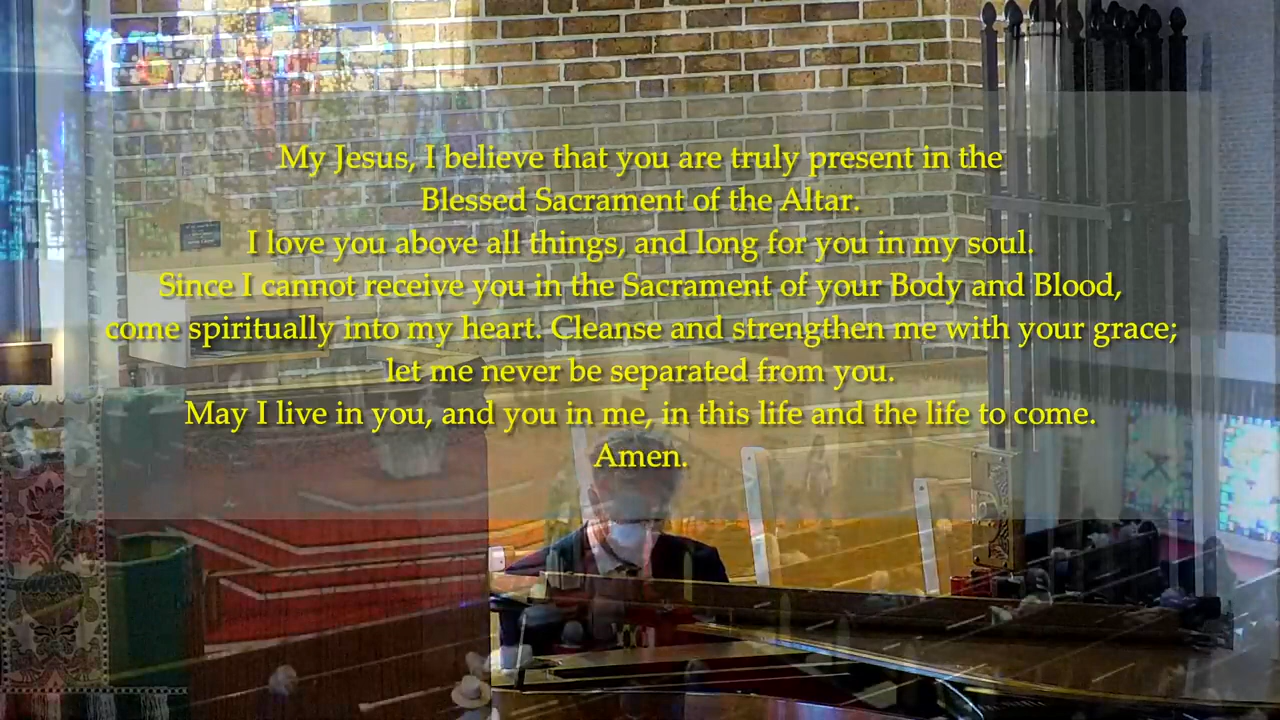 My Jesus, I believe that you are truly present in the
Blessed Sacrament of the Altar.
I love you above all things, and long for you in my soul.
Since I cannot receive you in the Sacrament of your Body and Blood,
come spiritually into my heart. Cleanse and strengthen me with your grace;
let me never be separated from you.
May I live in you, and you in me, in this life and the life to come.
Amen.